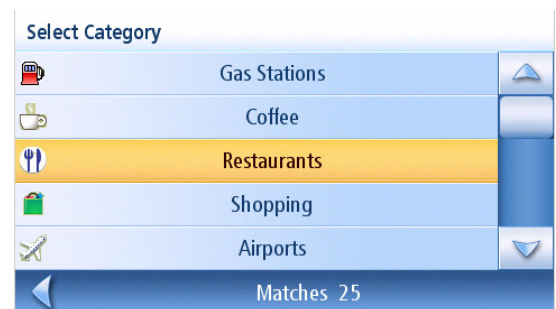 Select Category
Gas Stations
Coffee
Restaurants
Shopping
Airports
Matches 25